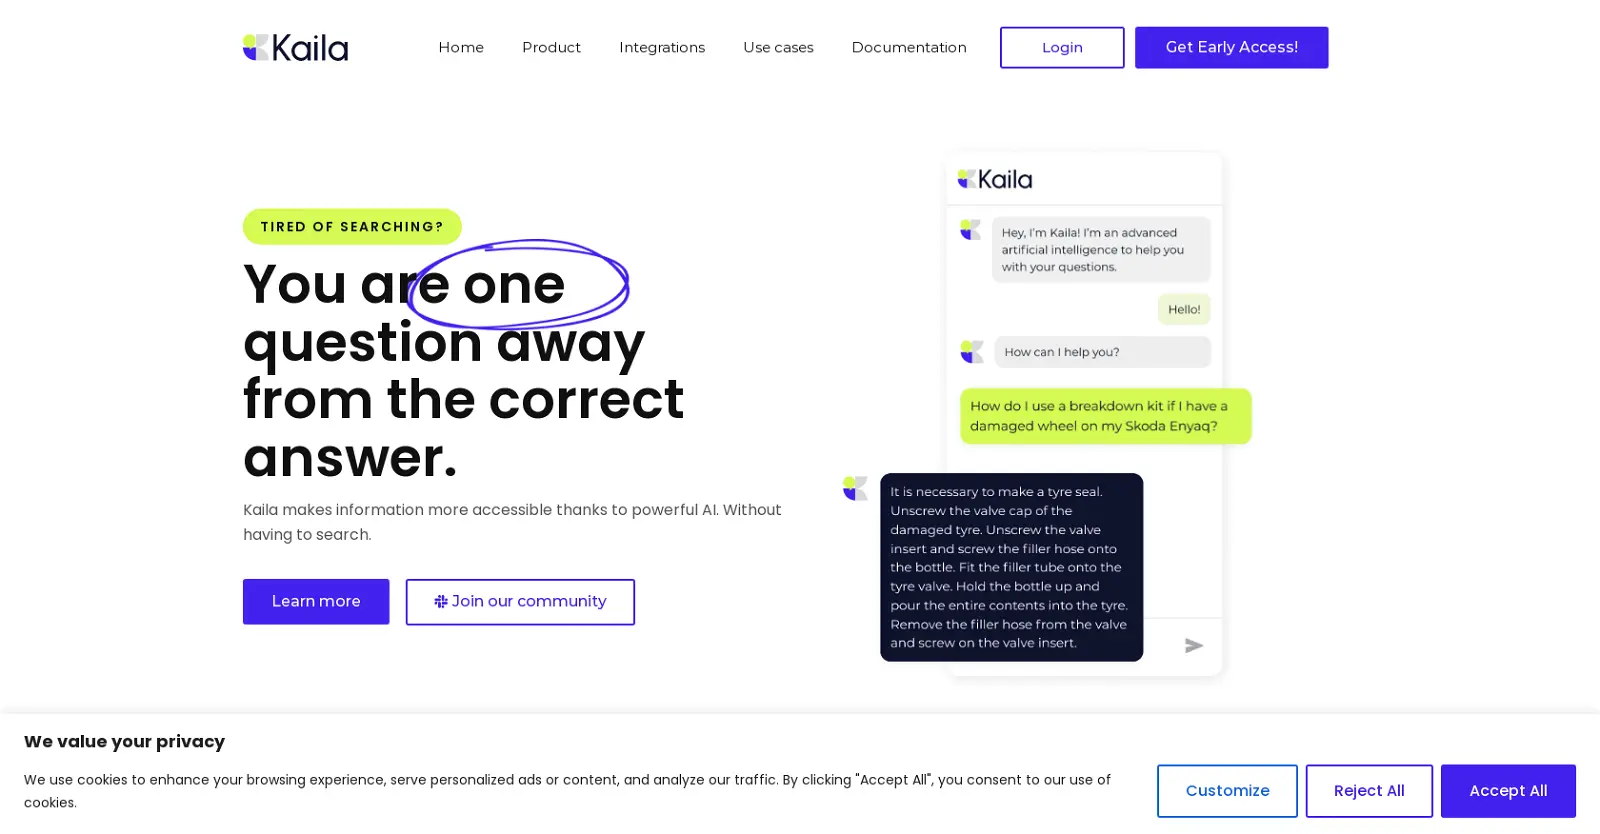 Kaila
Home
Product
Integrations
Use cases
Documentation
Login
Get Early Access!
TIRED OF SEARCHING?
You are one
question away
from the correct
answer.
Kaila makes information more accessible thanks to powerful AI. Without
having to search.
Learn more
Join our community
Kaila
Hey, I'm Kaila! I'm an advanced
artificial intelligence to help you
with your questions.
Hello!
How can I help you?
How do I use a breakdown kit if I have a
damaged wheel on my Skoda Enyaq?
It is necessary to make a tyre seal.
Unscrew the valve cap of the
damaged tyre. Unscrew the valve
insert and screw the filler hose onto
the bottle. Fit the filler tube onto the
tyre valve. Hold the bottle up and
pour the entire contents into the tyre.
Remove the filler hose from the valve
and screw on the valve insert.
We value your privacy
We use cookies to enhance your browsing experience, serve personalized ads or content, and analyze our traffic. By clicking "Accept All", you consent to our use of
cookies.
Customize
Reject All
Accept All